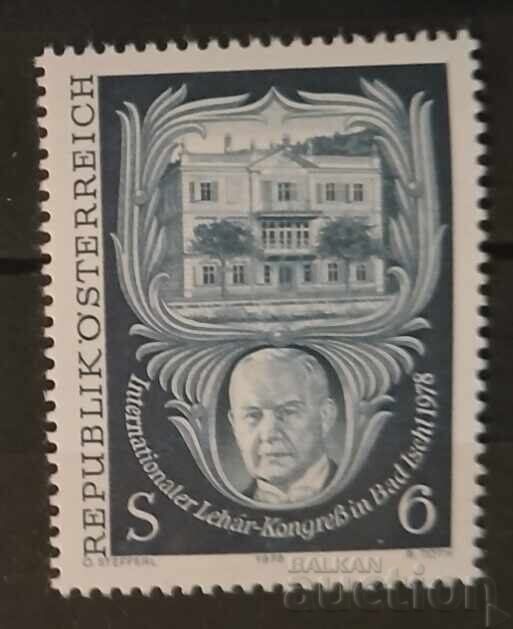 REPUBLIK ÖSTERREICH
Internationaler Lehár-Kongreß in Bad Ischl 1978
S 6
O. STEFFERL 1978 R. TOTH
BALKAN
auction